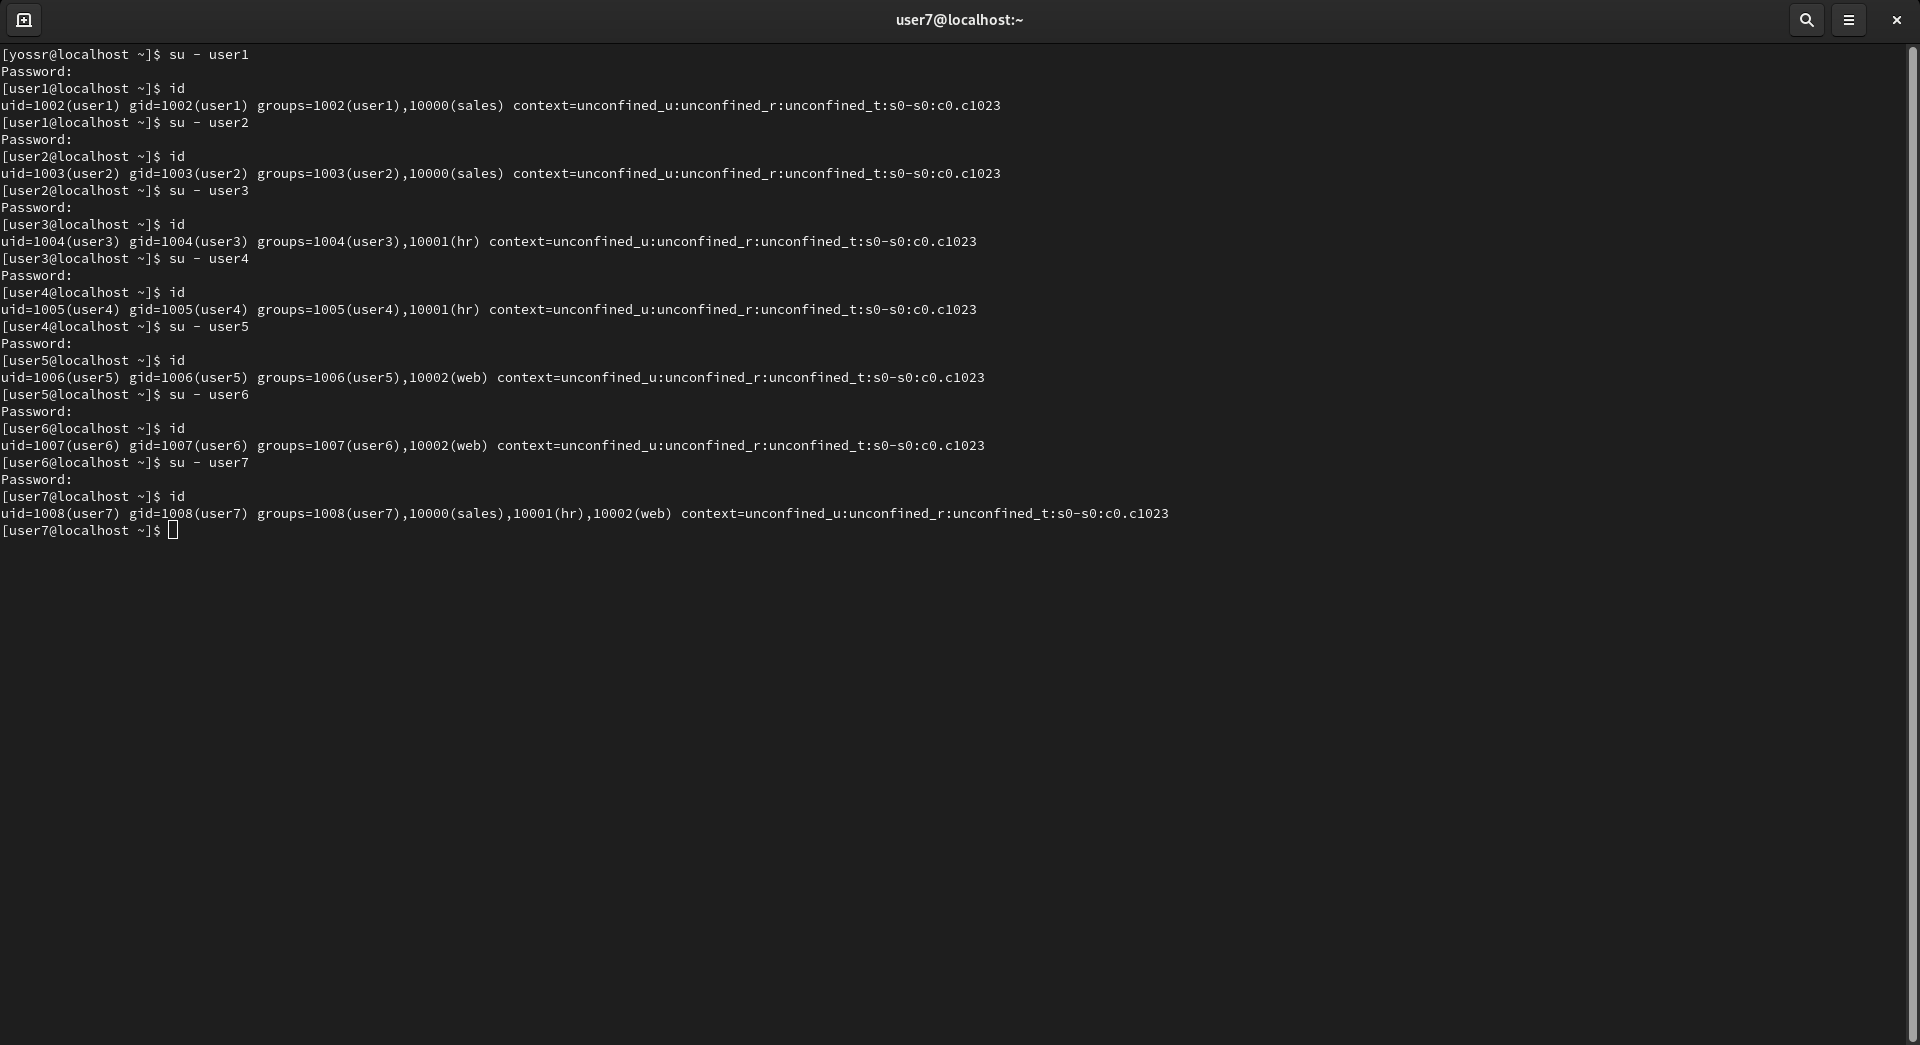 user7@localhost:~
[yossr@localhost ~]$ su - user1
Password:
[user1@localhost ~]$ id
uid=1002(user1) gid=1002(user1) groups=1002(user1),10000(sales) context=unconfined_u:unconfined_r:unconfined_t:s0-s0:c0.c1023
[user1@localhost ~]$ su - user2
Password:
[user2@localhost ~]$ id
uid=1003(user2) gid=1003(user2) groups=1003(user2),10000(sales) context=unconfined_u:unconfined_r:unconfined_t:s0-s0:c0.c1023
[user2@localhost ~]$ su - user3
Password:
[user3@localhost ~]$ id
uid=1004(user3) gid=1004(user3) groups=1004(user3),10001(hr) context=unconfined_u:unconfined_r:unconfined_t:s0-s0:c0.c1023
[user3@localhost ~]$ su - user4
Password:
[user4@localhost ~]$ id
uid=1005(user4) gid=1005(user4) groups=1005(user4),10001(hr) context=unconfined_u:unconfined_r:unconfined_t:s0-s0:c0.c1023
[user4@localhost ~]$ su - user5
Password:
[user5@localhost ~]$ id
uid=1006(user5) gid=1006(user5) groups=1006(user5),10002(web) context=unconfined_u:unconfined_r:unconfined_t:s0-s0:c0.c1023
[user5@localhost ~]$ su - user6
Password:
[user6@localhost ~]$ id
uid=1007(user6) gid=1007(user6) groups=1007(user6),10002(web) context=unconfined_u:unconfined_r:unconfined_t:s0-s0:c0.c1023
[user6@localhost ~]$ su - user7
Password:
[user7@localhost ~]$ id
uid=1008(user7) gid=1008(user7) groups=1008(user7),10000(sales),10001(hr),10002(web) context=unconfined_u:unconfined_r:unconfined_t:s0-s0:c0.c1023
[user7@localhost ~]$